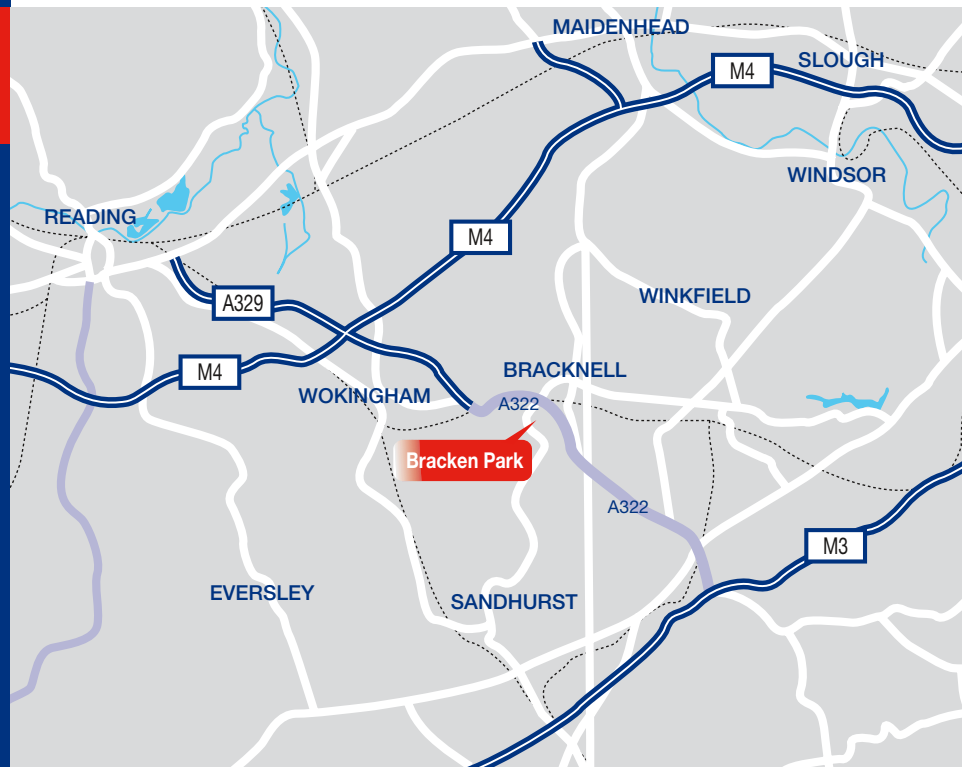 MAIDENHEAD
SLOUGH
M4
WINDSOR
READING
M4
WINKFIELD
A329
M4
BRACKNELL
WOKINGHAM
A322
Bracken Park
A322
M3
EVERSLEY
SANDHURST